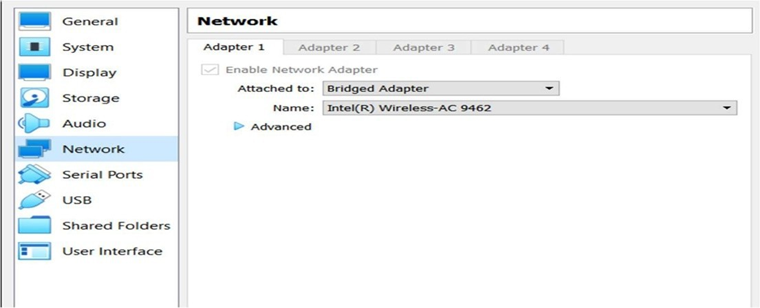 General
System
Display
Storage
Audio
Network
Serial Ports
USB
Shared Folders
User Interface
Network
Adapter 1 Adapter 2 Adapter 3 Adapter 4
Enable Network Adapter
Attached to: Bridged Adapter
Name: Intel(R) Wireless-AC 9462
Advanced